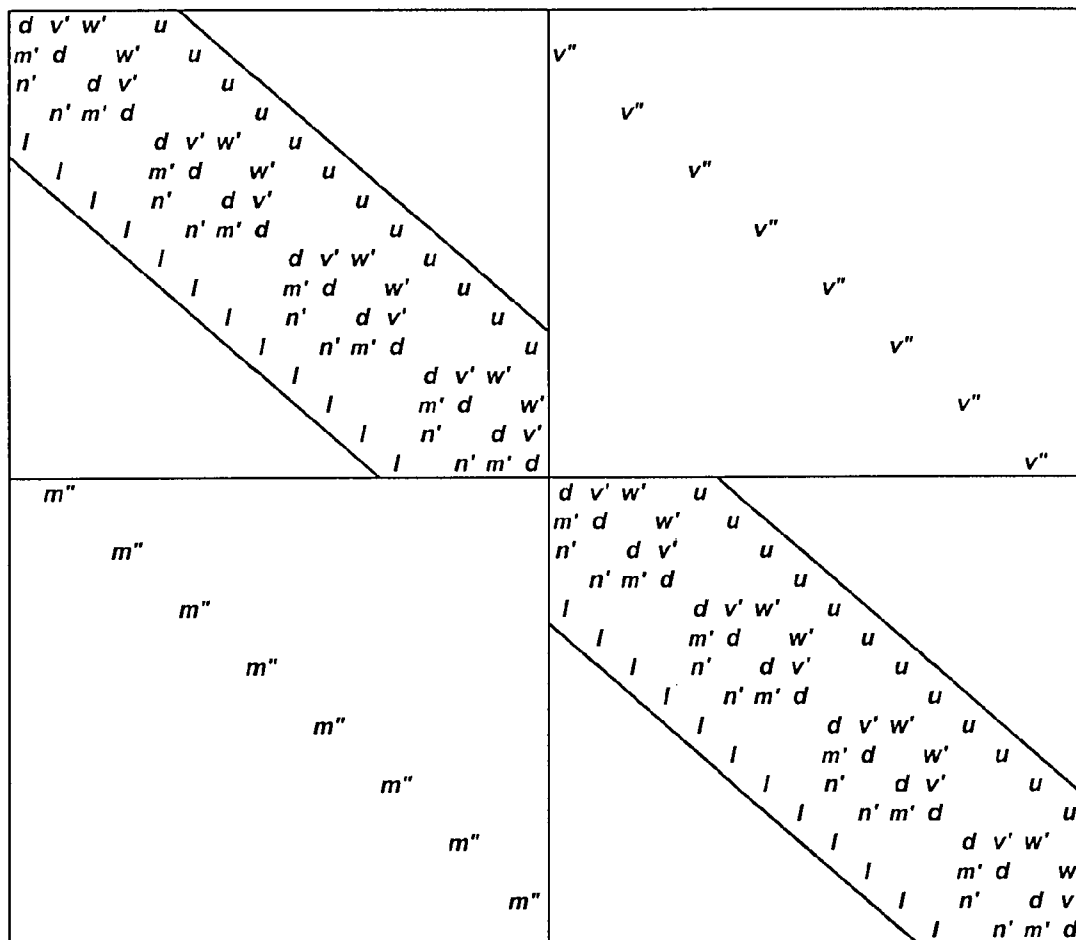 d v' w' u
m' d w' u v"
n' d v' u
n' m' d u v"
l d v' w' u
l m' d w' u v"
l n' d v' u
l n' m' d u v"
l d v' w' u
l m' d w' u v"
l n' d v' u
l n' m' d u v"
l d v' w'
l m' d w' v"
l n' d v'
l n' m' d v"
m" d v' w' u
m' d w' u
m" n' d v' u
n' m' d u
m" l d v' w' u
l m' d w' u
m" l n' d v' u
l n' m' d u
m" l d v' w' u
l m' d w' u
m" l n' d v' u
l n' m' d u
m" l d v' w'
l m' d w
m" l n' d v
l n' m' d